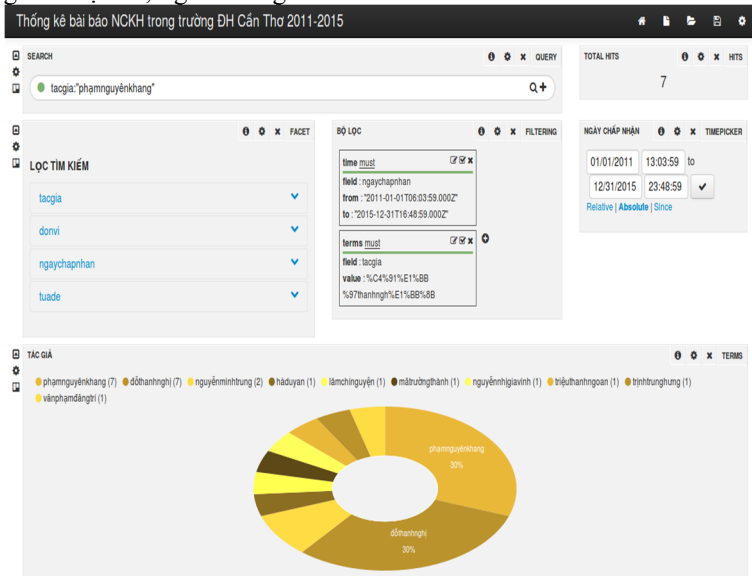 Thống kê bài báo NCKH trong trường ĐH Cần Thơ 2011-2015
SEARCH
QUERY
tacgia:"phạmnguyênkhang"
TOTAL HITS
HITS
7
FACET
LỌC TÌM KIẾM
tacgia
donvi
ngaychapnhan
tuade
BỘ LỌC
FILTERING
time must
field : ngaychapnhan
from : "2011-01-01T06:03:59.000Z"
to : "2015-12-31T16:48:59.000Z"
terms must
field : tacgia
value : %C4%91%E1%BB
%97thanhngh%E1%BB%8B
NGÀY CHẤP NHẬN
TIMEPICKER
01/01/2011 13:03:59 to
12/31/2015 23:48:59
Relative | Absolute | Since
TÁC GIẢ
TERMS
phạmnguyênkhang (7) đỗthanhnghị (7) nguyễnminhtrung (2) hàduyan (1) lâmchínguyện (1) mãtrườngthành (1) nguyễnnhịgiavinh (1) triệuthanhngoan (1) trịnhtrunghưng (1)
vănphạmđăngtrí (1)
phạmnguyênkhang
30%
đỗthanhnghị
30%